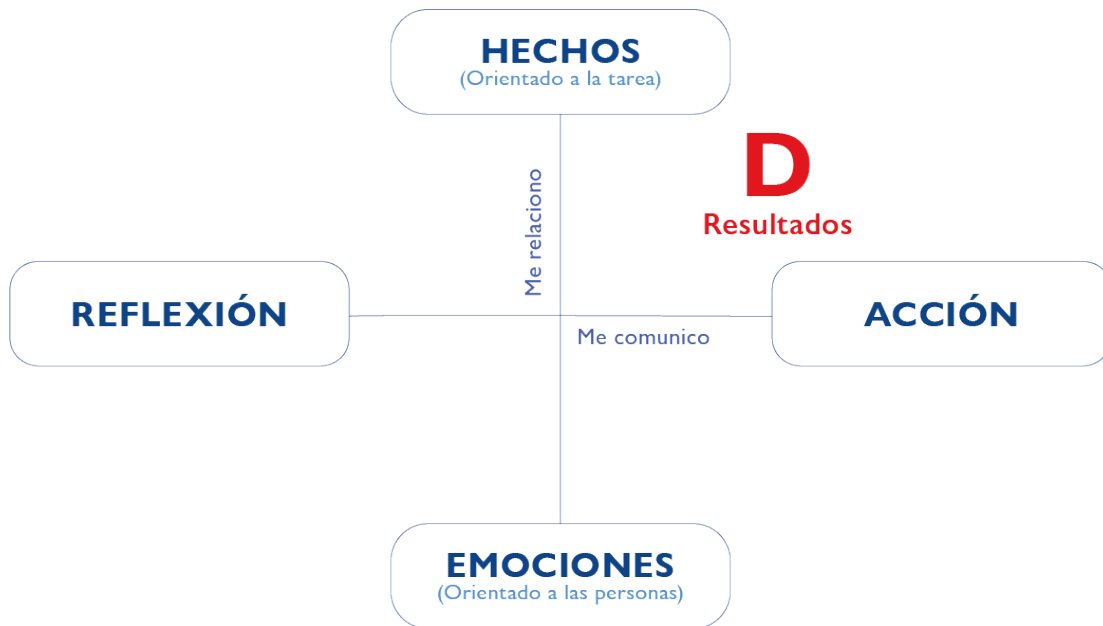 HECHOS
(Orientado a la tarea)
D
Resultados
Me relaciono
REFLEXIÓN
ACCIÓN
Me comunico
EMOCIONES
(Orientado a las personas)